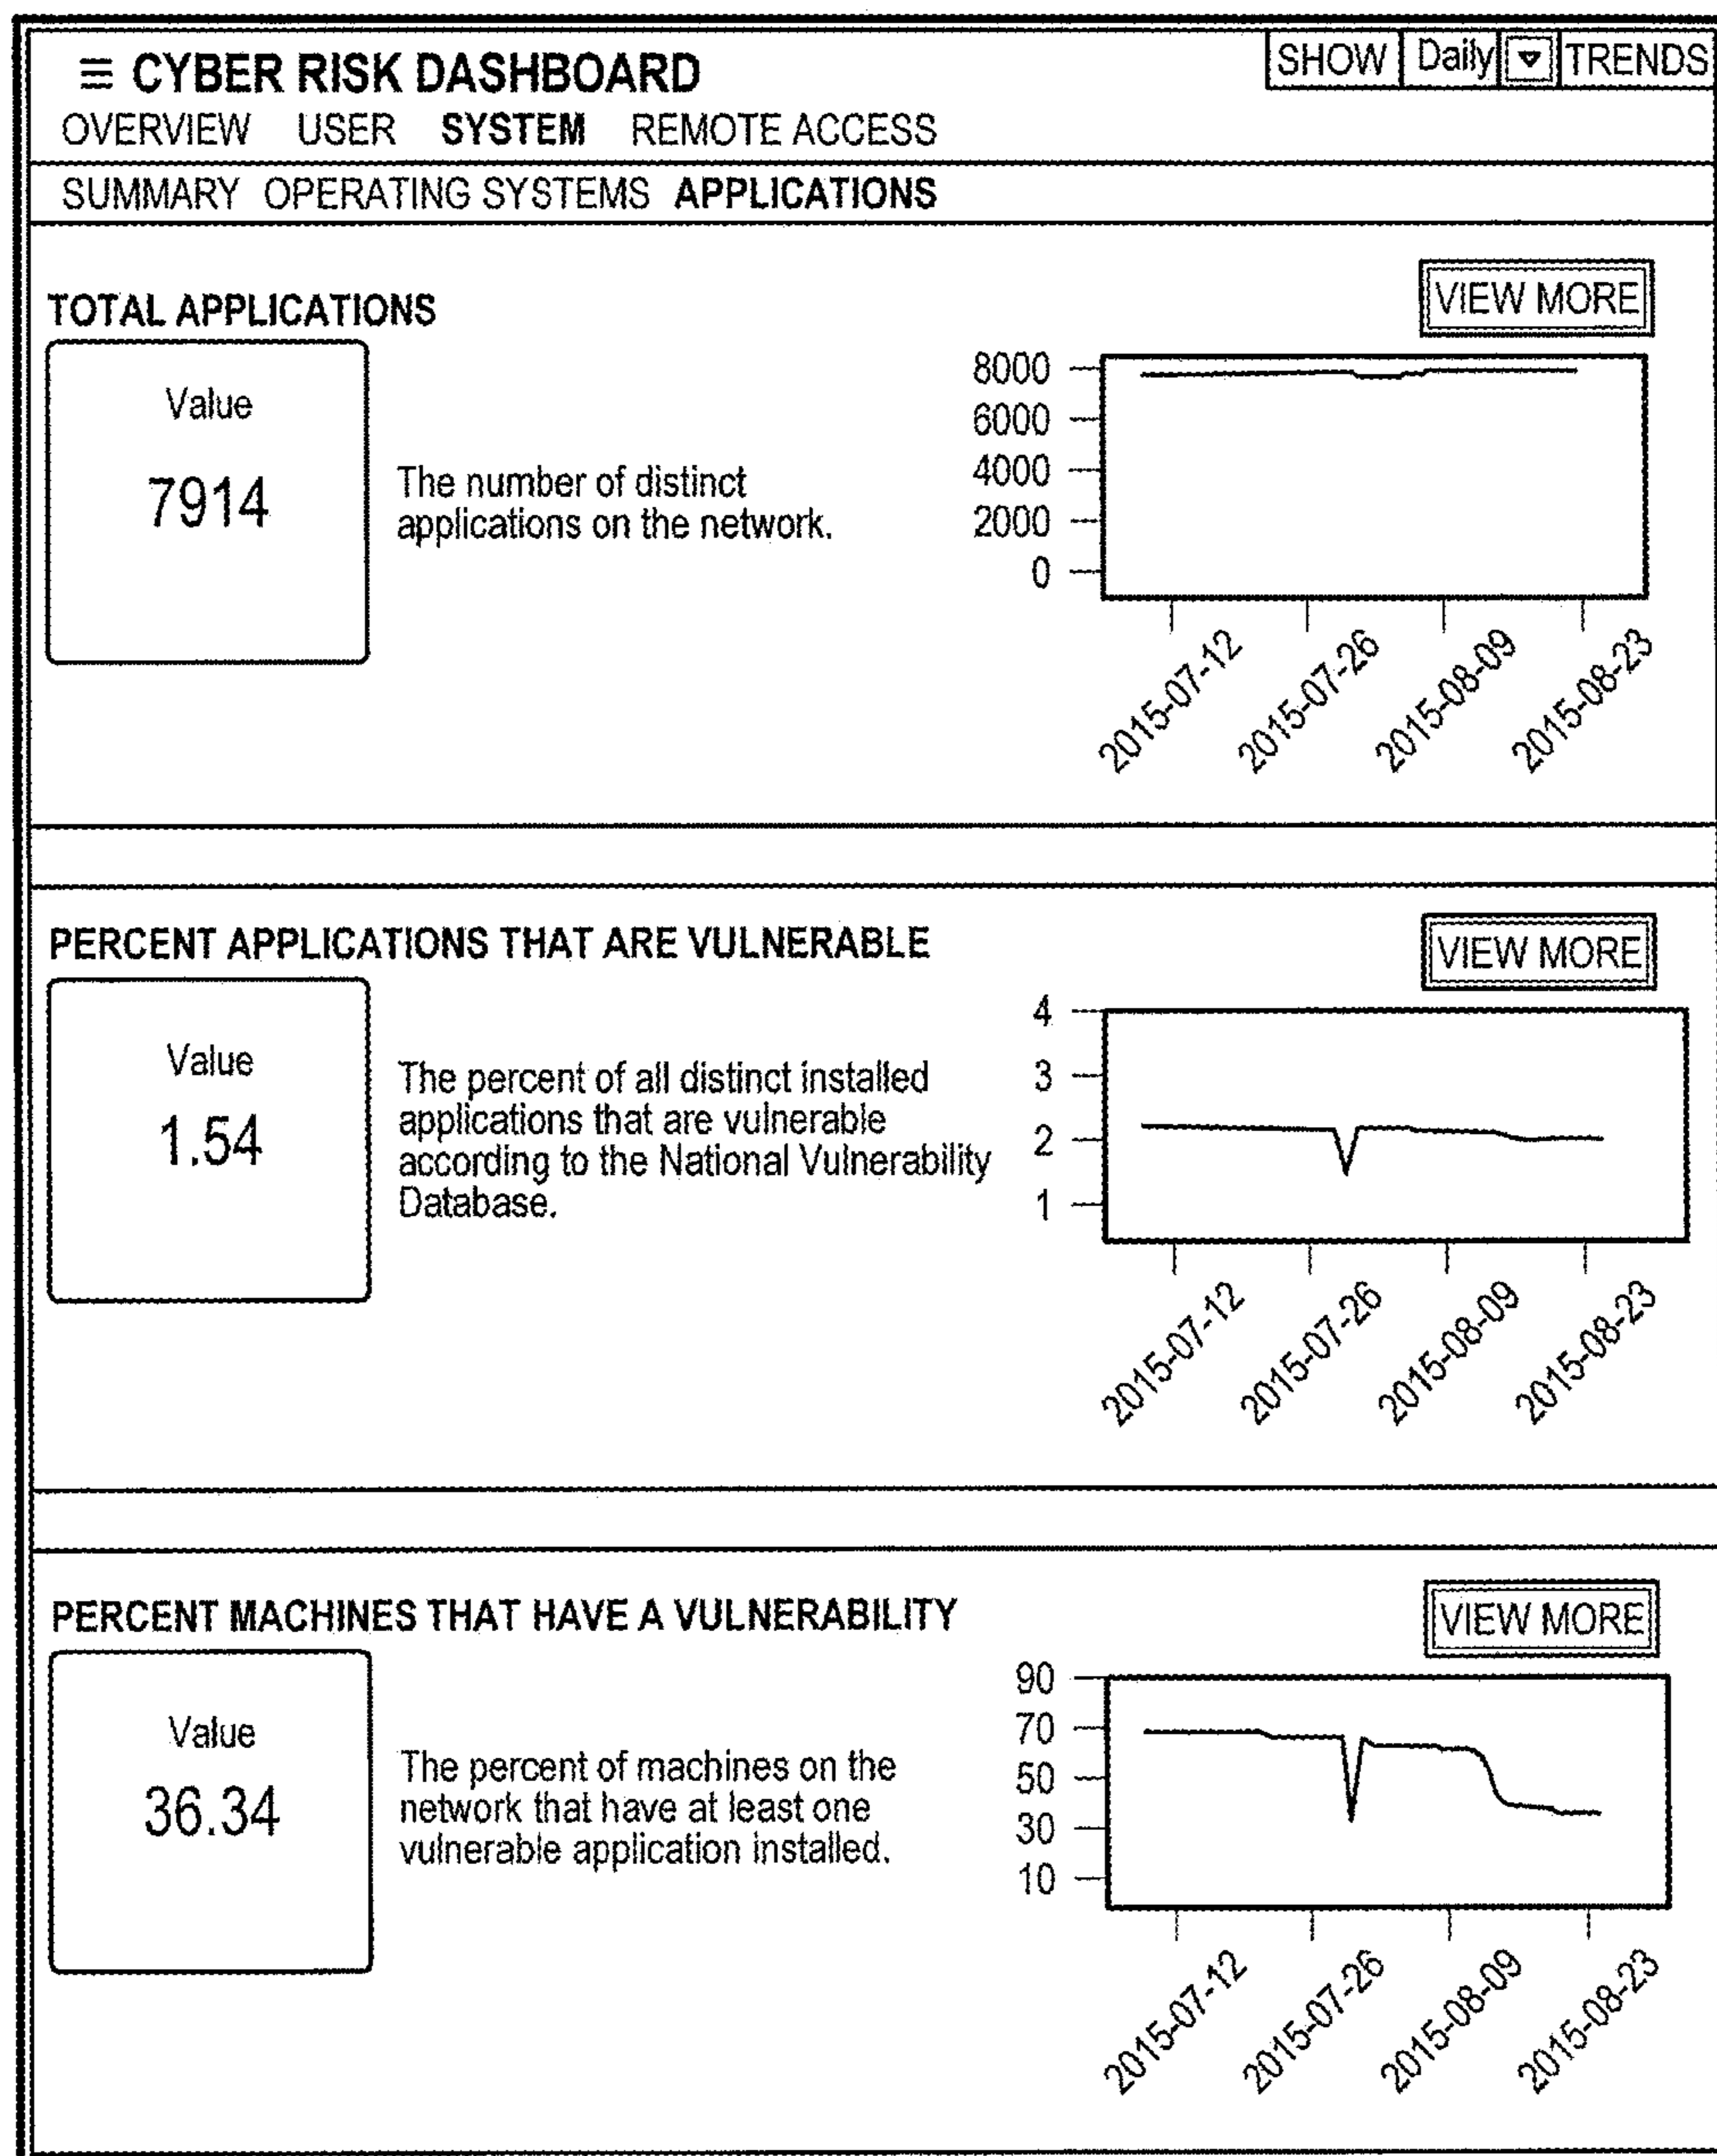 ≡ CYBER RISK DASHBOARD
SHOW Daily TRENDS
OVERVIEW USER SYSTEM REMOTE ACCESS
SUMMARY OPERATING SYSTEMS APPLICATIONS
TOTAL APPLICATIONS
VIEW MORE
Value
7914
The number of distinct
applications on the network.
8000
6000
4000
2000
0
2015-07-12
2015-07-26
2015-08-09
2015-08-23
PERCENT APPLICATIONS THAT ARE VULNERABLE
VIEW MORE
Value
1.54
The percent of all distinct installed
applications that are vulnerable
according to the National Vulnerability
Database.
4
3
2
1
2015-07-12
2015-07-26
2015-08-09
2015-08-23
PERCENT MACHINES THAT HAVE A VULNERABILITY
VIEW MORE
Value
36.34
The percent of machines on the
network that have at least one
vulnerable application installed.
90
70
50
30
10
2015-07-12
2015-07-26
2015-08-09
2015-08-23